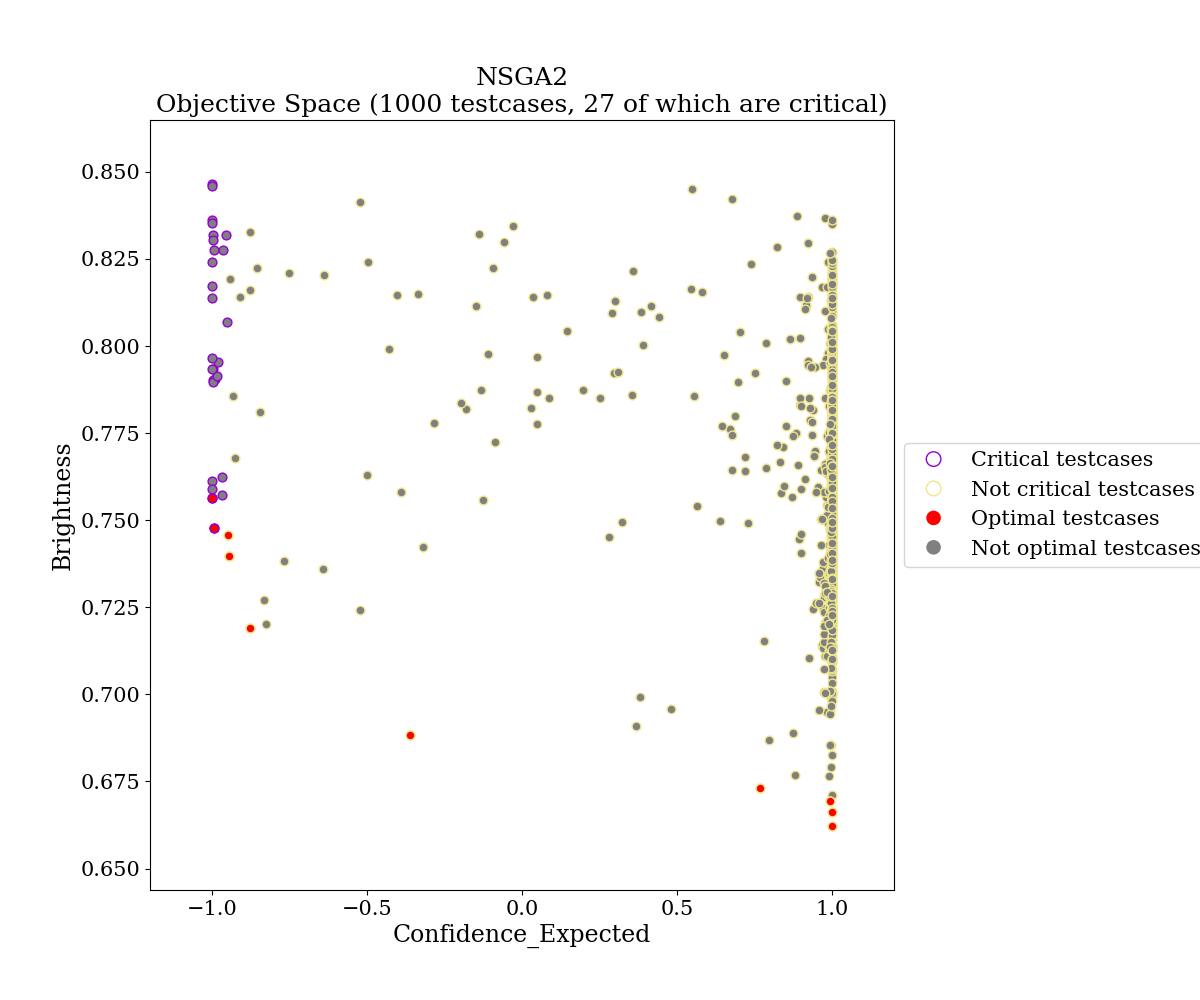 NSGA2
Objective Space (1000 testcases, 27 of which are critical)
0.850
0.825
0.800
0.775
0.750
0.725
0.700
0.675
0.650
Brightness
−1.0
−0.5
0.0
0.5
1.0
Confidence_Expected
Critical testcases
Not critical testcases
Optimal testcases
Not optimal testcases